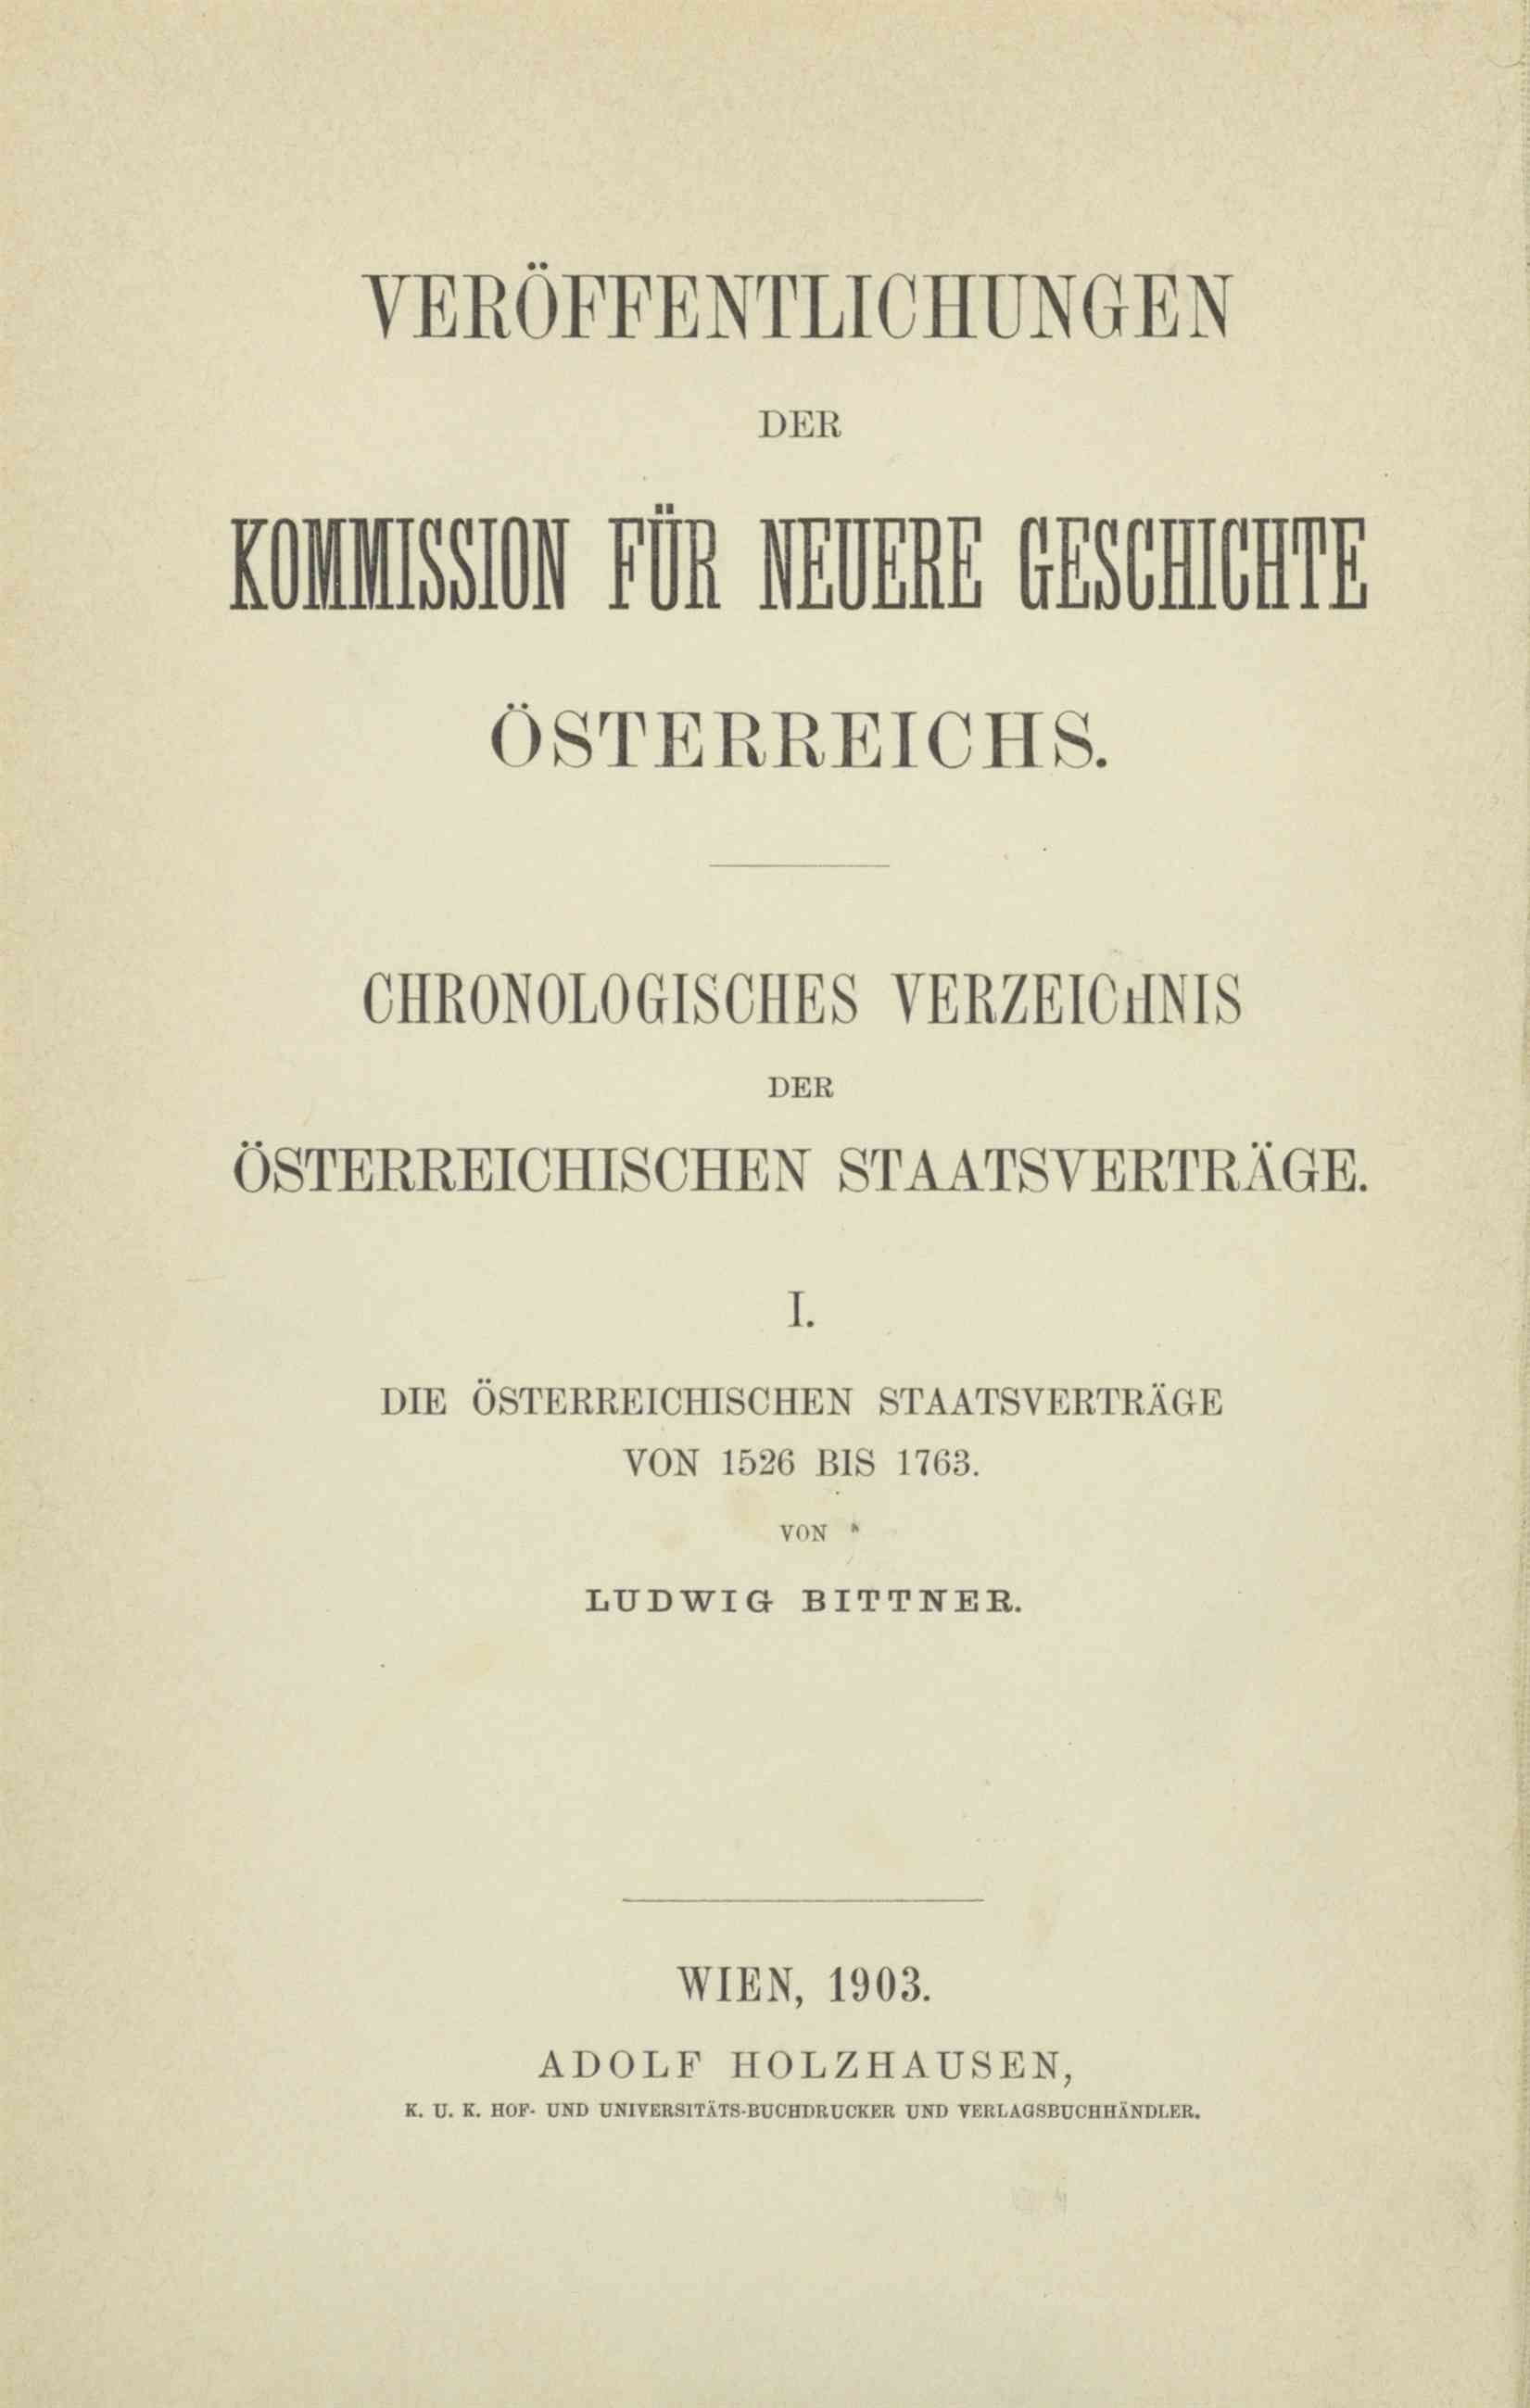 VERÖFFENTLICHUNGEN
DER
KOMMISSION FÜR NEUERE GESCHICHTE
ÖSTERREICHS.
CHRONOLOGISCHES VERZEICHNIS
DER
ÖSTERREICHISCHEN STAATSVERTRÄGE.
I.
DIE ÖSTERREICHISCHEN STAATSVERTRÄGE
VON 1526 BIS 1763.
VON
LUDWIG BITTNER.
WIEN, 1903.
ADOLF HOLZHAUSEN,
K. U. K. HOF- UND UNIVERSITÄTS-BUCHDRUCKER UND VERLAGSBUCHHÄNDLER.